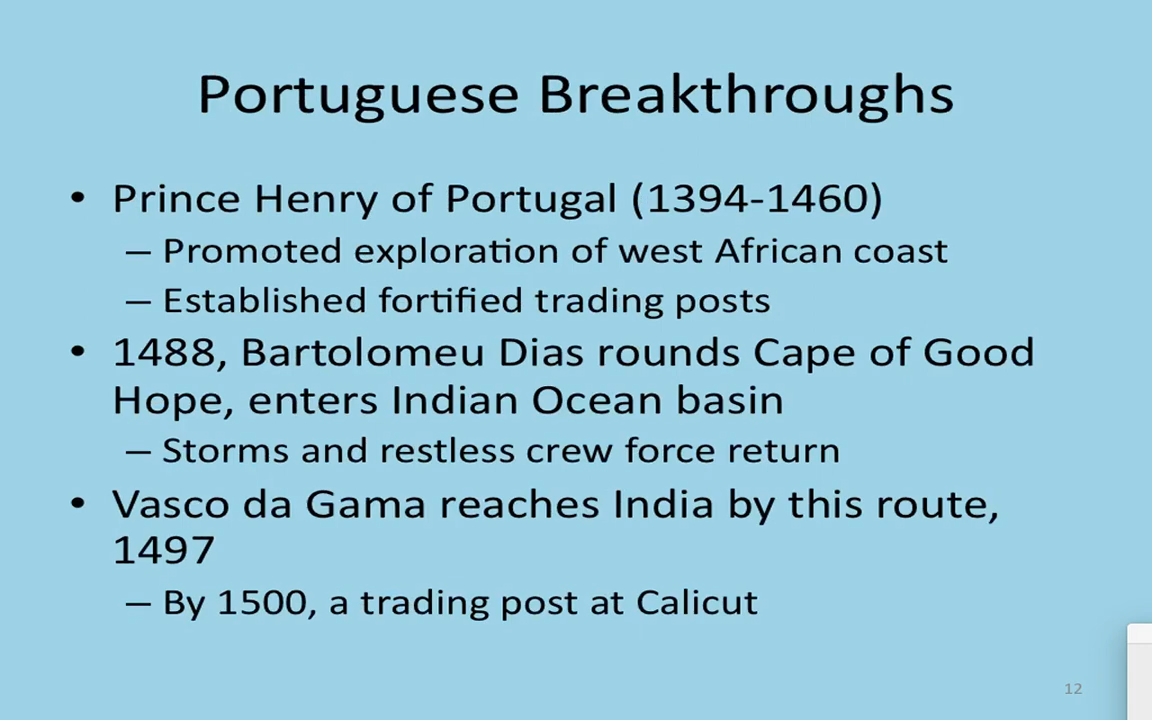 Portuguese Breakthroughs
• Prince Henry of Portugal (1394-1460)
– Promoted exploration of west African coast
– Established fortified trading posts
• 1488, Bartolomeu Dias rounds Cape of Good
Hope, enters Indian Ocean basin
– Storms and restless crew force return
• Vasco da Gama reaches India by this route,
1497
– By 1500, a trading post at Calicut
12